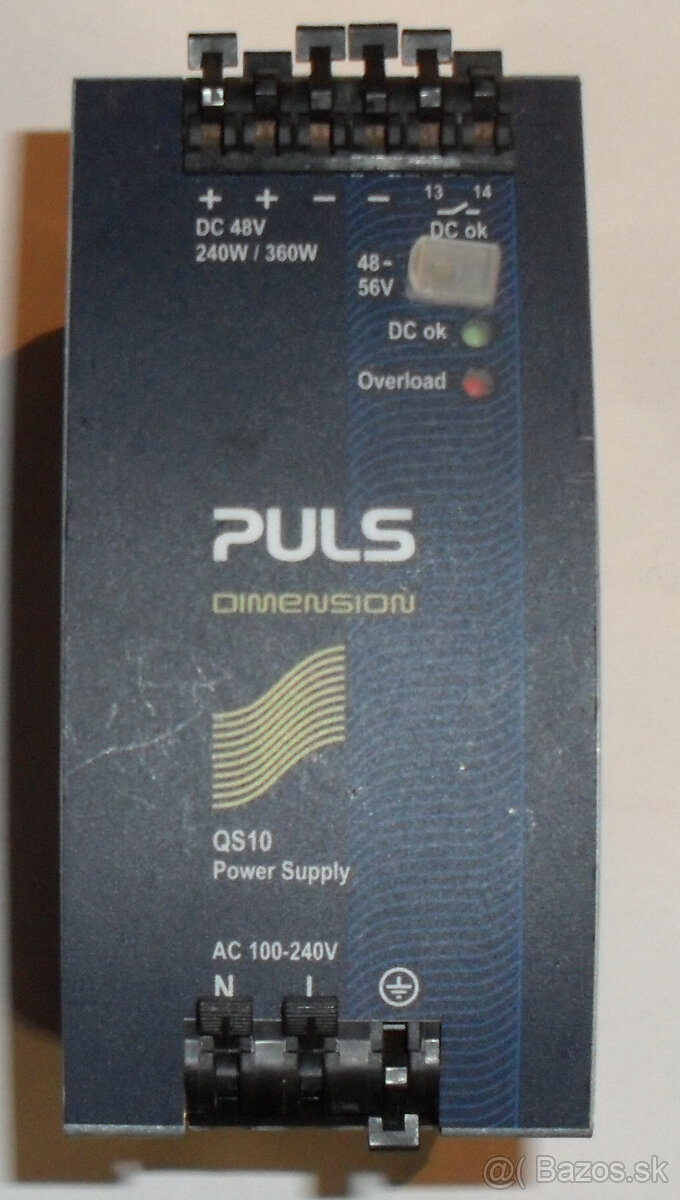 + + − − 13 14
DC 48V
240W / 360W
DC ok
48-
56V
DC ok
Overload
PULS
DIMENSION
QS10
Power Supply
AC 100-240V
N L
@( Bazos.sk